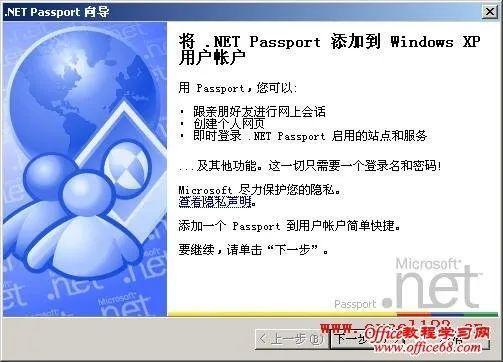 .NET Passport 向导
将 .NET Passport 添加到 Windows XP
用户帐户
用 Passport,您可以:
· 跟亲朋好友进行网上会话
· 创建个人网页
· 即时登录 .NET Passport 启用的站点和服务
...及其他功能。这一切只需要一个登录名和密码!
Microsoft 尽力保护您的隐私。
查看隐私声明。
添加一个 Passport 到用户帐户简单快捷。
要继续,请单击“下一步”。
Microsoft
.net
Passport
Microsoft
.net
<上一步(B)
下一步
Office教程学习网
www.office68.com